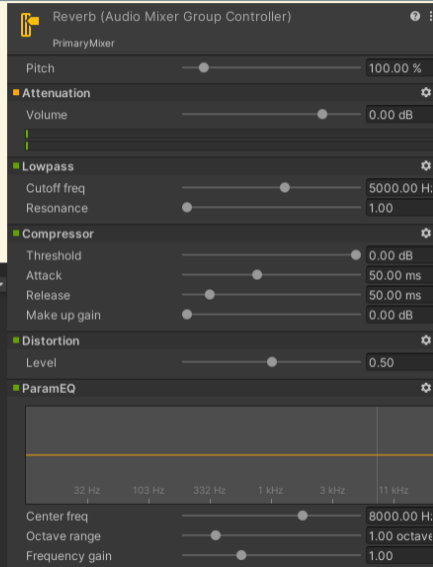 Reverb (Audio Mixer Group Controller)
PrimaryMixer
Pitch 100.00 %
Attenuation
Volume 0.00 dB
Lowpass
Cutoff freq 5000.00 H
Resonance 1.00
Compressor
Threshold 0.00 dB
Attack 50.00 ms
Release 50.00 ms
Make up gain 0.00 dB
Distortion
Level 0.50
ParamEQ
32 Hz 103 Hz 332 Hz 1 kHz 3 kHz 11 kHz
Center freq 8000.00 H
Octave range 1.00 octave
Frequency gain 1.00